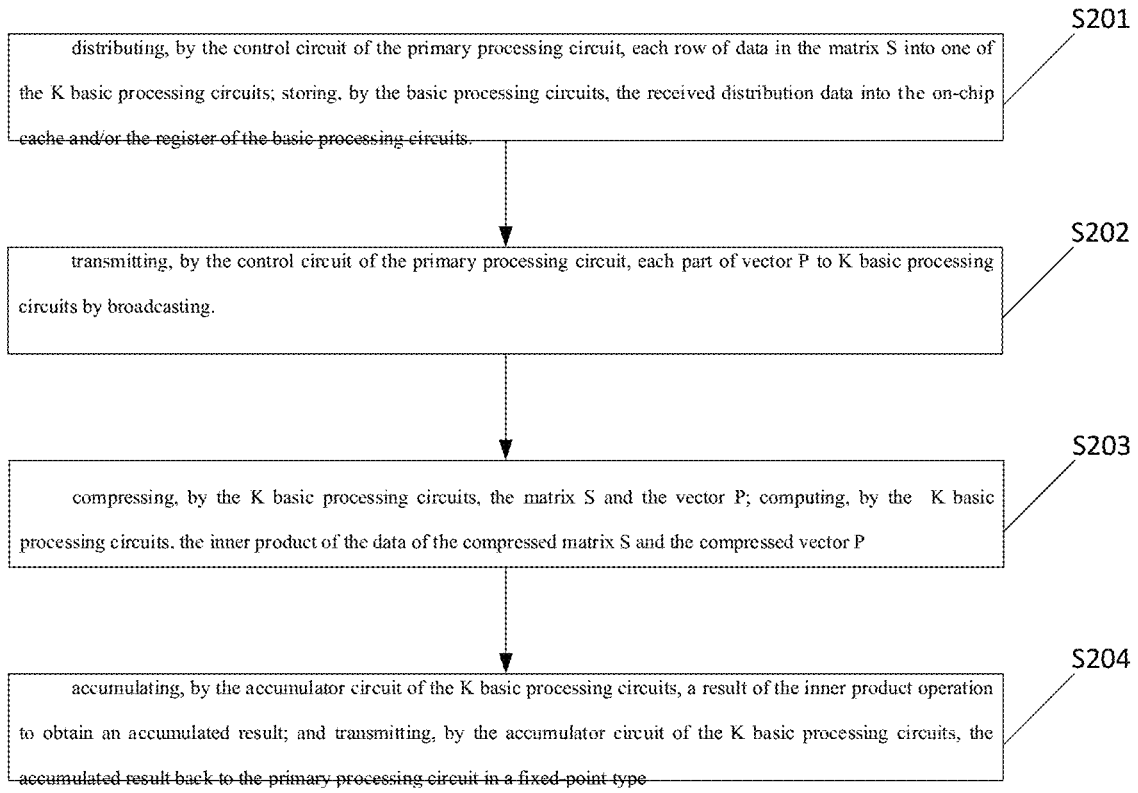 S201
distributing, by the control circuit of the primary processing circuit, each row of data in the matrix S into one of
the K basic processing circuits; storing, by the basic processing circuits, the received distribution data into the on-chip
cache and/or the register of the basic processing circuits.
S202
transmitting, by the control circuit of the primary processing circuit, each part of vector P to K basic processing
circuits by broadcasting.
S203
compressing, by the K basic processing circuits, the matrix S and the vector P; computing, by the K basic
processing circuits, the inner product of the data of the compressed matrix S and the compressed vector P
S204
accumulating, by the accumulator circuit of the K basic processing circuits, a result of the inner product operation
to obtain an accumulated result; and transmitting, by the accumulator circuit of the K basic processing circuits, the
accumulated result back to the primary processing circuit in a fixed-point type